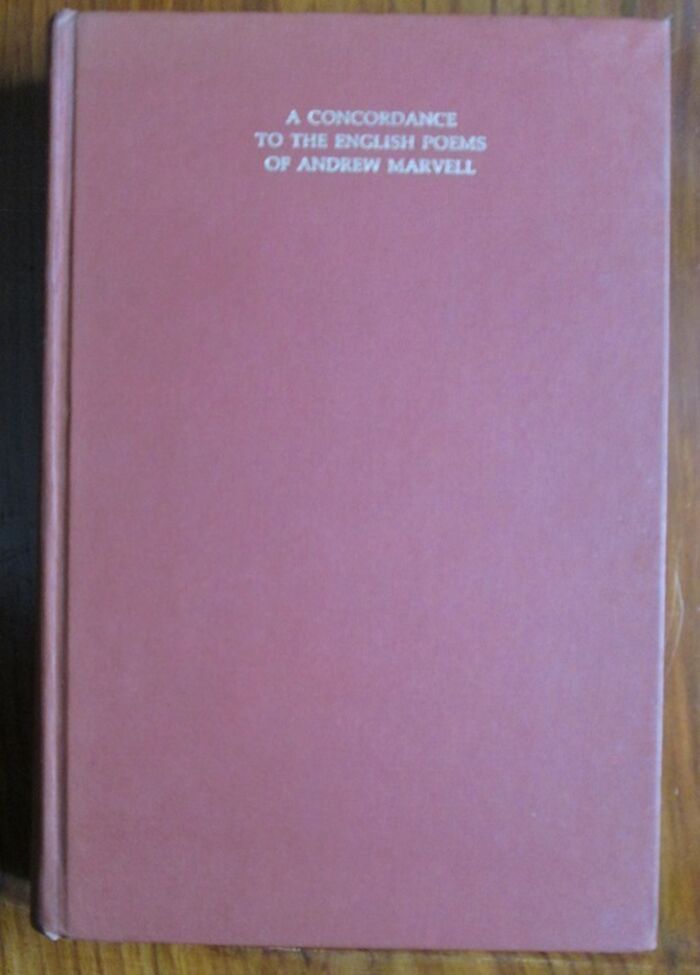 A CONCORDANCE
TO THE ENGLISH POEMS
OF ANDREW MARVELL